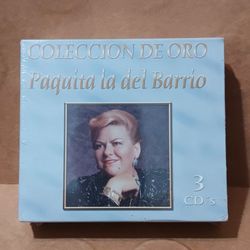 COLECCION DE ORO
Paquita la del Barrio
3
CD's